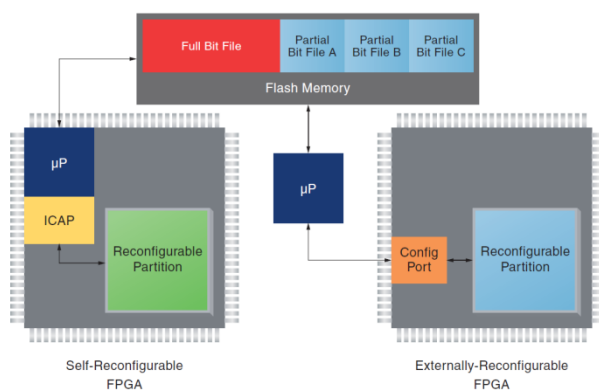 Full Bit File
Partial
Bit File A
Partial
Bit File B
Partial
Bit File C
Flash Memory
µP
ICAP
Reconfigurable
Partition
Self-Reconfigurable
FPGA
µP
Config
Port
Reconfigurable
Partition
Externally-Reconfigurable
FPGA